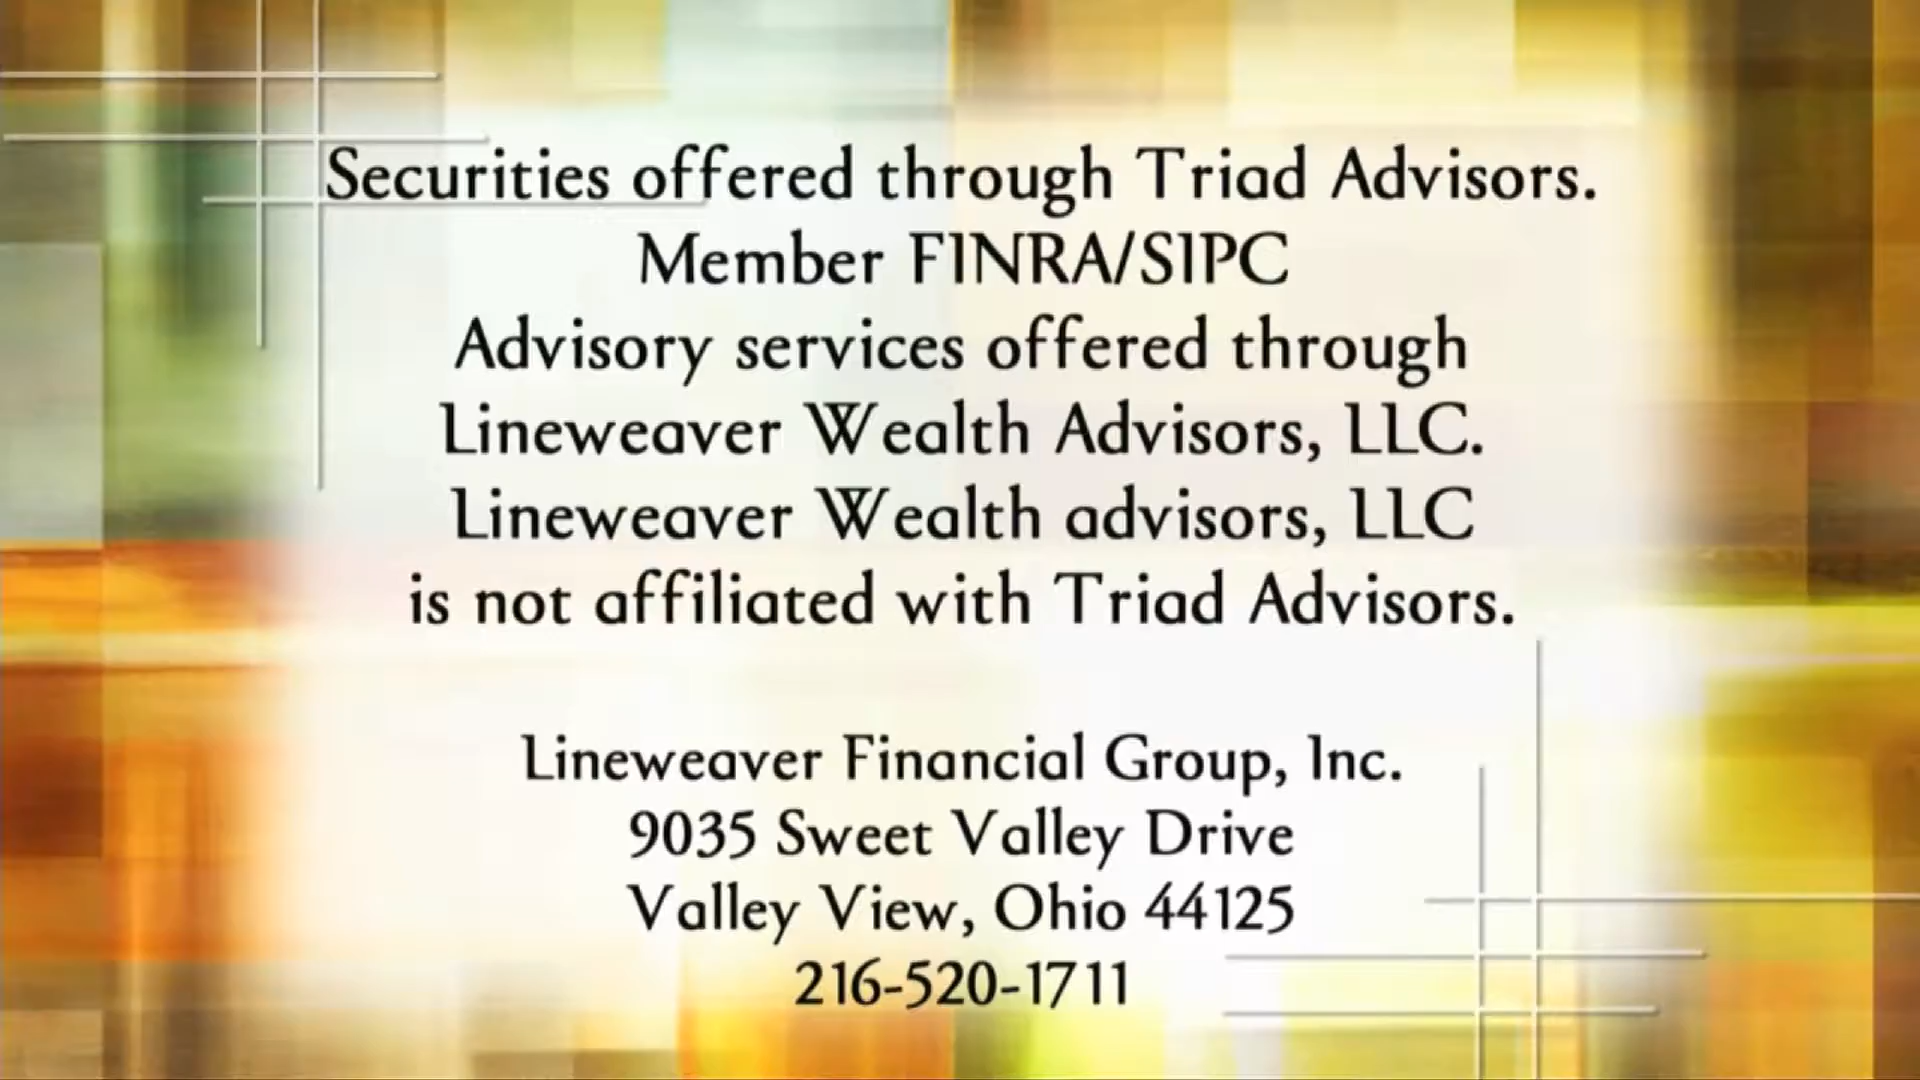 Securities offered through Triad Advisors.
Member FINRA/SIPC
Advisory services offered through
Lineweaver Wealth Advisors, LLC.
Lineweaver Wealth advisors, LLC
is not affiliated with Triad Advisors.
Lineweaver Financial Group, Inc.
9035 Sweet Valley Drive
Valley View, Ohio 44125
216-520-1711